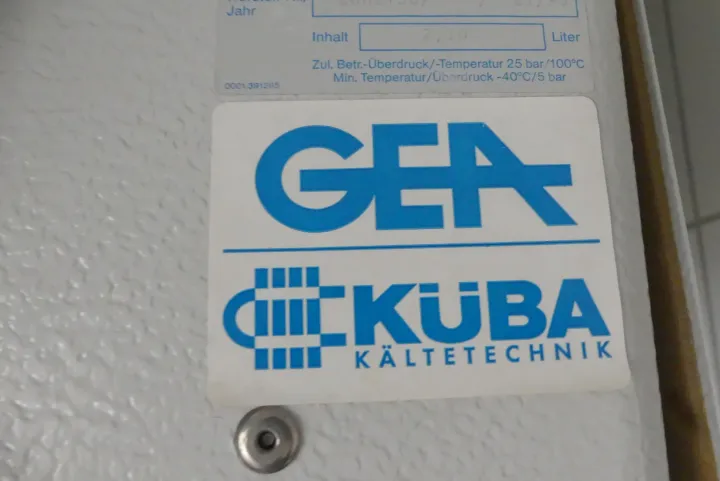 Jahr
Inhalt Liter
Zul. Betr.-Überdruck/-Temperatur 25 bar/100°C
Min. Temperatur/Überdruck -40°C/5 bar
GEA
KÜBA
KÄLTETECHNIK